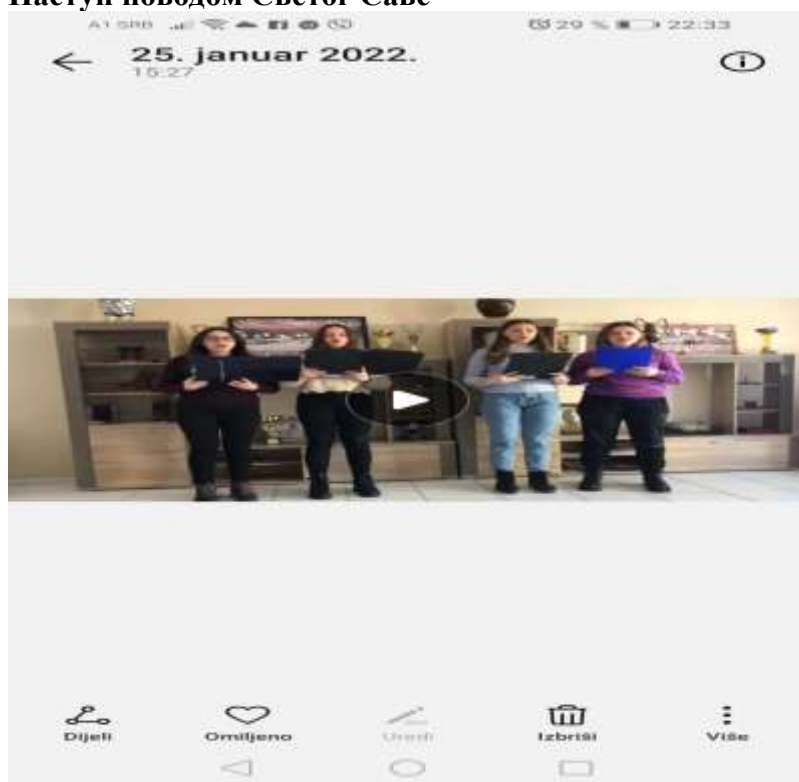 Наступ поводом Светог Саве
A1 SRB 29 % 22:33
25. januar 2022.
15:27
Dijeli Omiljeno Uredi Izbriši Više